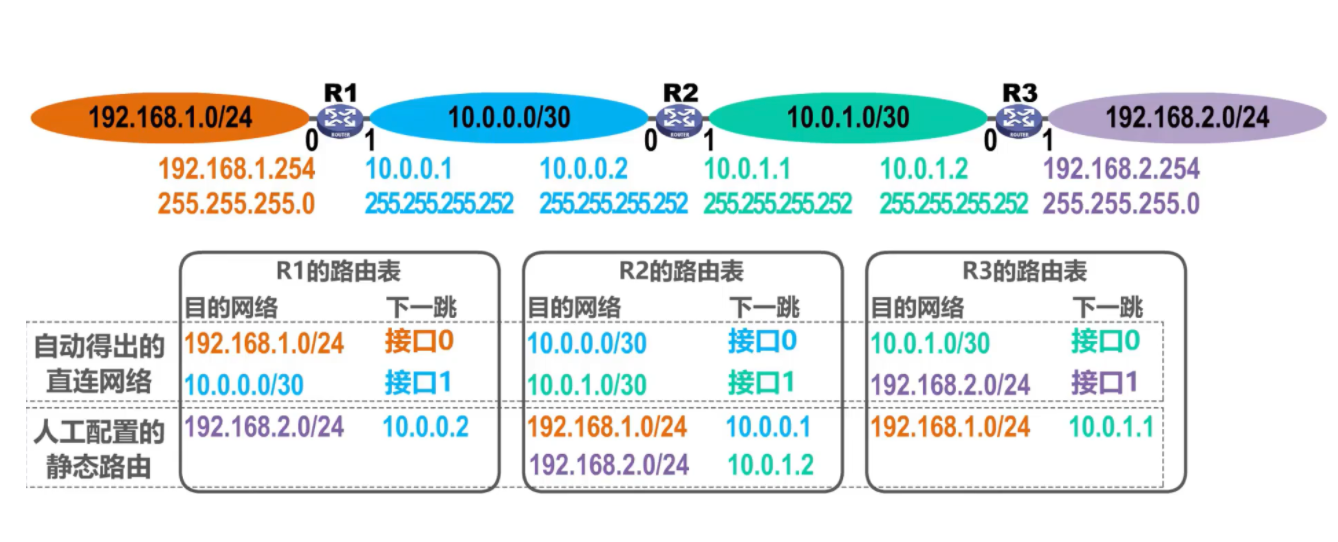 R1 R2 R3
192.168.1.0/24 10.0.0.0/30 10.0.1.0/30 192.168.2.0/24
ROUTER ROUTER ROUTER
0 1 0 1 0 1
192.168.1.254 10.0.0.1 10.0.0.2 10.0.1.1 10.0.1.2 192.168.2.254
255.255.255.0 255.255.255.252 255.255.255.252 255.255.255.252 255.255.255.252 255.255.255.0
R1的路由表 R2的路由表 R3的路由表
目的网络 下一跳 目的网络 下一跳 目的网络 下一跳
自动得出的 192.168.1.0/24 接口0 10.0.0.0/30 接口0 10.0.1.0/30 接口0
直连网络 10.0.0.0/30 接口1 10.0.1.0/30 接口1 192.168.2.0/24 接口1
人工配置的 192.168.2.0/24 10.0.0.2 192.168.1.0/24 10.0.0.1 192.168.1.0/24 10.0.1.1
静态路由 192.168.2.0/24 10.0.1.2